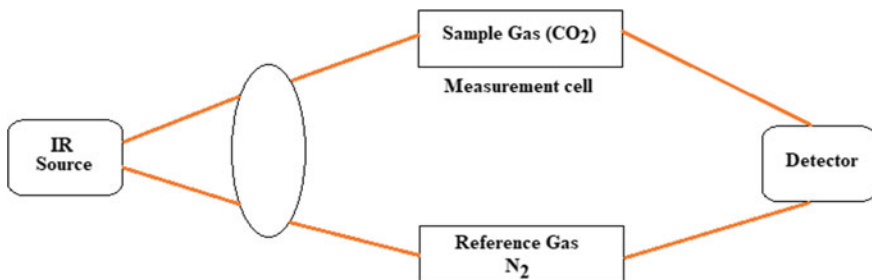 Sample Gas (CO2)
Measurement cell
IR
Source
Detector
Reference Gas
N2